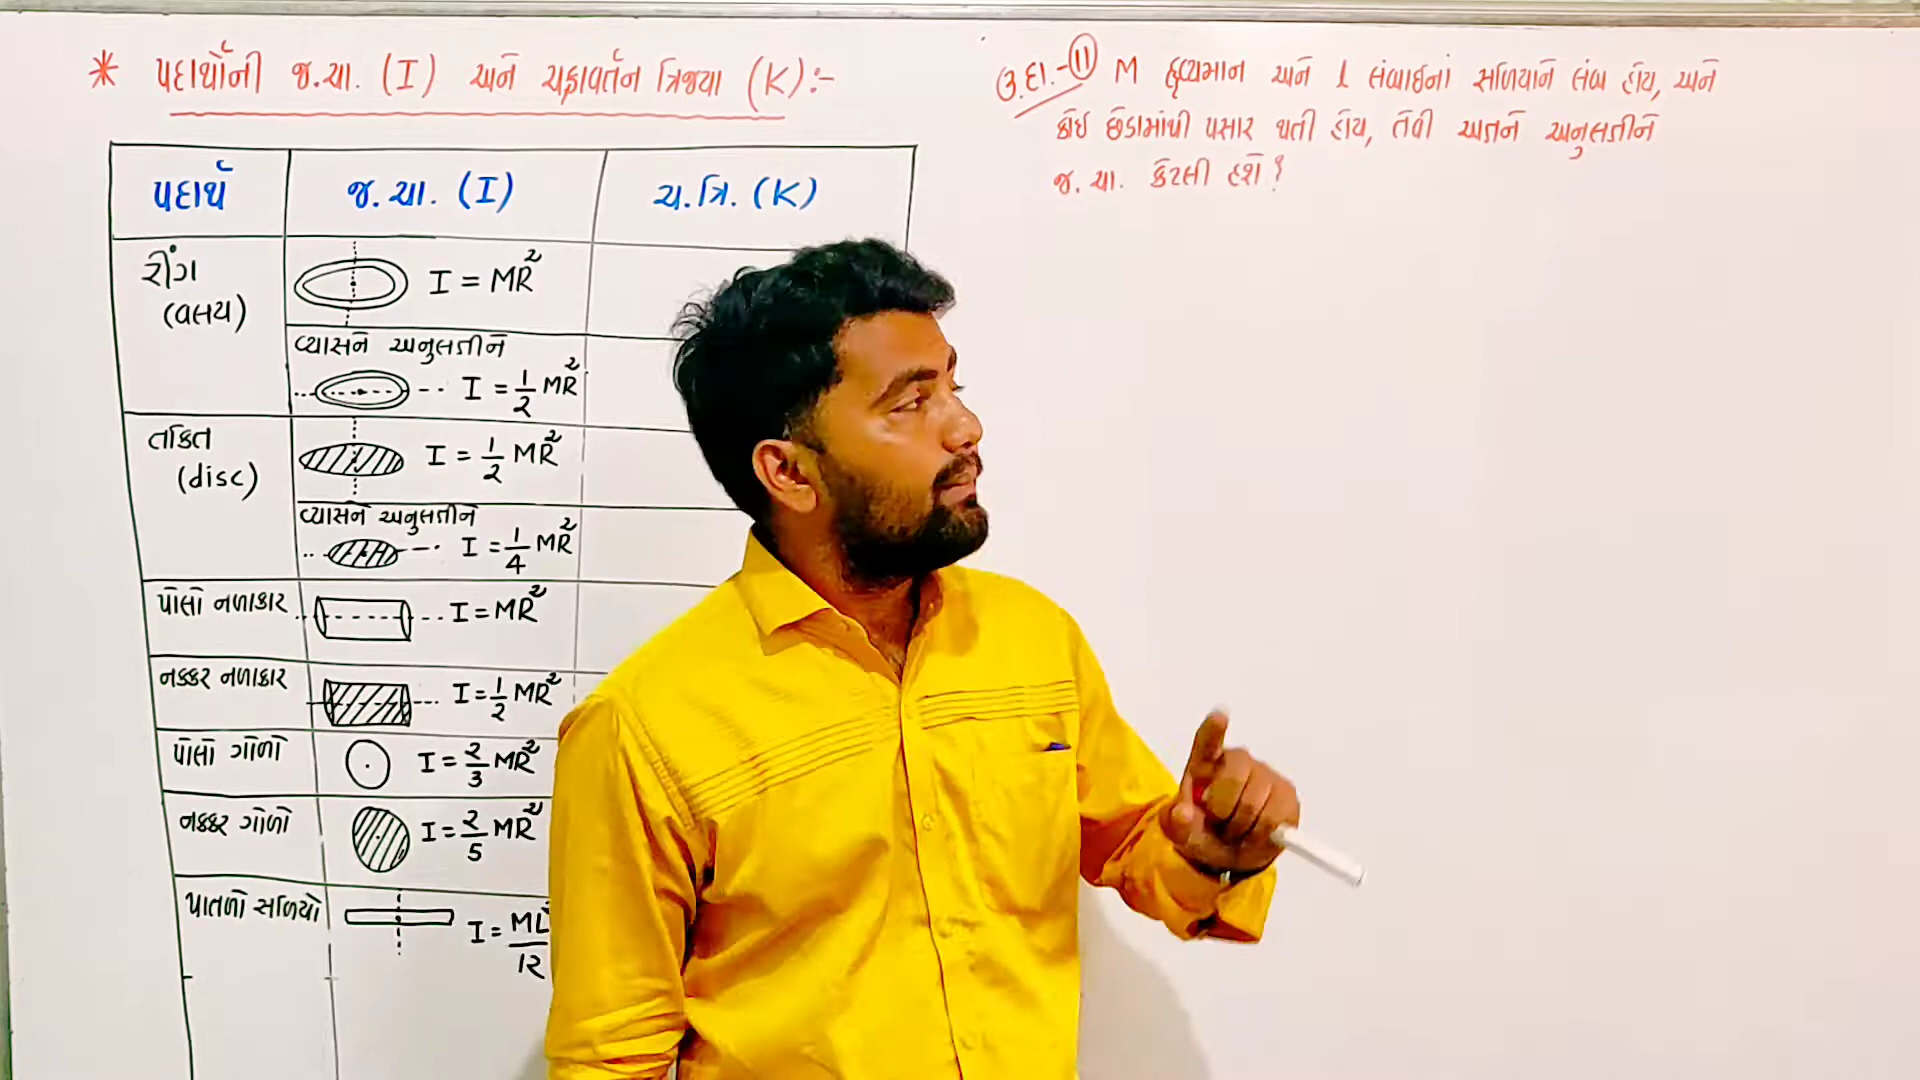 * પદાર્થોની જ.ચા. (I) અને ચક્રાવર્તન ત્રિજ્યા (K):-
પદાર્થ જ.ચા. (I) ચ.ત્રિ. (K)
રીંગ (વલય)
I = MR²
વ્યાસને અનુલક્ષીને
I = 1/2 MR²
તકતિ (disc)
I = 1/2 MR²
વ્યાસને અનુલક્ષીને
I = 1/4 MR²
પોલો નળાકાર I = MR²
નક્કર નળાકાર I = 1/2 MR²
પોલો ગોળો I = 2/3 MR²
નક્કર ગોળો I = 2/5 MR²
પાતળો સળિયો I = ML²/12
ઉ.દા.-11 M દ્રવ્યમાન અને l લંબાઈનાં સળિયાને લંબ હોય, અને
કોઈ છેડામાંથી પસાર થતી હોય, તેવી અક્ષને અનુલક્ષીને
જ.ચા. કેટલી હશે?